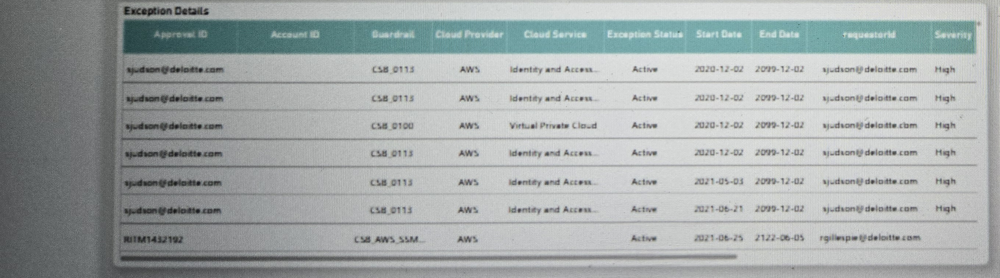 Exception Details
Approval ID Account ID Guardrail Cloud Provider Cloud Service Exception Status Start Date End Date requestorId Severity
sjudson@deloitte.com CSB_0113 AWS Identity and Access... Active 2020-12-02 2099-12-02 sjudson@deloitte.com High
sjudson@deloitte.com CSB_0113 AWS Identity and Access... Active 2020-12-02 2099-12-02 sjudson@deloitte.com High
sjudson@deloitte.com CSB_0100 AWS Virtual Private Cloud Active 2020-12-02 2099-12-02 sjudson@deloitte.com High
sjudson@deloitte.com CSB_0113 AWS Identity and Access... Active 2020-12-02 2099-12-02 sjudson@deloitte.com High
sjudson@deloitte.com CSB_0113 AWS Identity and Access... Active 2021-05-03 2099-12-02 sjudson@deloitte.com High
sjudson@deloitte.com CSB_0113 AWS Identity and Access... Active 2021-06-21 2099-12-02 sjudson@deloitte.com High
RITM1432192 CSB_AWS_SSM... AWS Active 2021-06-25 2122-06-05 rgillespie@deloitte.com